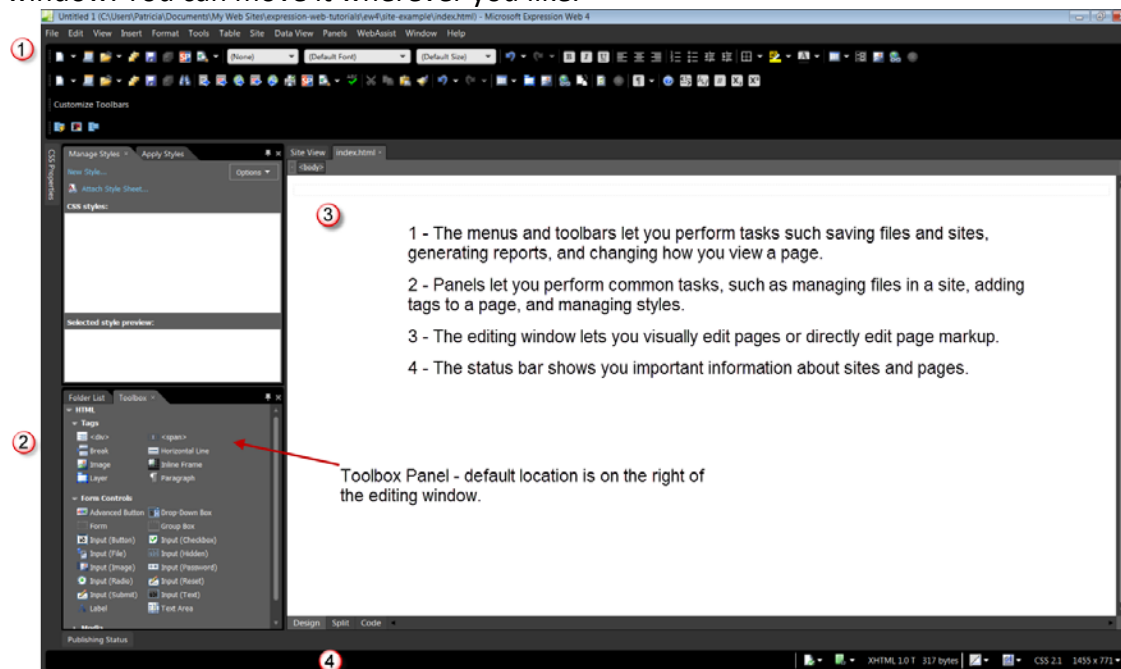 window. You can move it wherever you like.
Untitled 1 (C:\Users\Patricia\Documents\My Web Sites\expression-web-tutorials\ew4\site-example\index.html) - Microsoft Expression Web 4
File Edit View Insert Format Tools Table Site Data View Panels WebAssist Window Help
1
(None) (Default Font) (Default Size) B I U
Customize Toolbars
CSS Properties
Manage Styles Apply Styles
Site View index.html
New Style... Options
<body>
Attach Style Sheet...
CSS styles:
3
1 - The menus and toolbars let you perform tasks such saving files and sites,
generating reports, and changing how you view a page.
2 - Panels let you perform common tasks, such as managing files in a site, adding
tags to a page, and managing styles.
3 - The editing window lets you visually edit pages or directly edit page markup.
4 - The status bar shows you important information about sites and pages.
Selected style preview:
Folder List Toolbox
HTML
Tags
2
<div> <span>
Break Horizontal Line
Image Inline Frame
Layer Paragraph
Toolbox Panel - default location is on the right of
the editing window.
Form Controls
Advanced Button Drop-Down Box
Form Group Box
Input (Button) Input (Checkbox)
Input (File) Input (Hidden)
Input (Image) Input (Password)
Input (Radio) Input (Reset)
Input (Submit) Input (Text)
Label Text Area
Media
Design Split Code
Publishing Status
4
XHTML 1.0 T 317 bytes CSS 2.1 1455 x 771